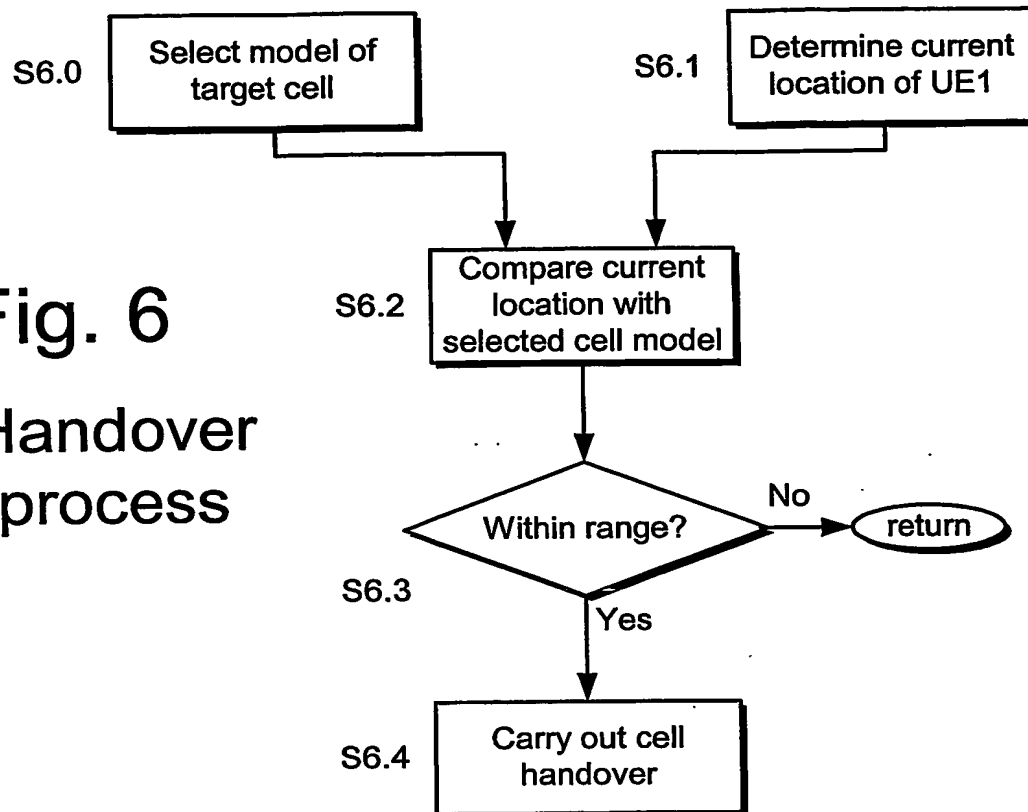 S6.0
Select model of
target cell
S6.1
Determine current
location of UE1
Fig. 6
Handover
process
S6.2
Compare current
location with
selected cell model
Within range?
No
return
S6.3
Yes
S6.4
Carry out cell
handover